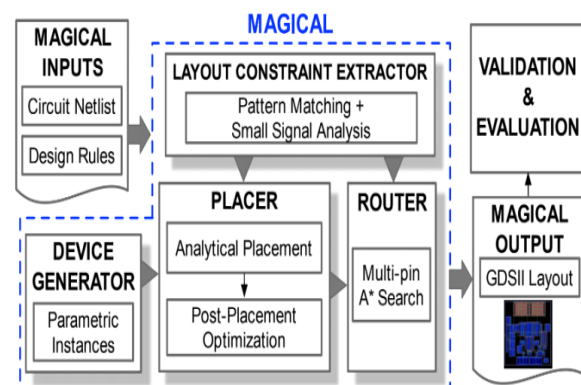 MAGICAL
MAGICAL
INPUTS
Circuit Netlist
Design Rules
LAYOUT CONSTRAINT EXTRACTOR
Pattern Matching +
Small Signal Analysis
VALIDATION
&
EVALUATION
DEVICE
GENERATOR
Parametric
Instances
PLACER
Analytical Placement
Post-Placement
Optimization
ROUTER
Multi-pin
A* Search
MAGICAL
OUTPUT
GDSII Layout